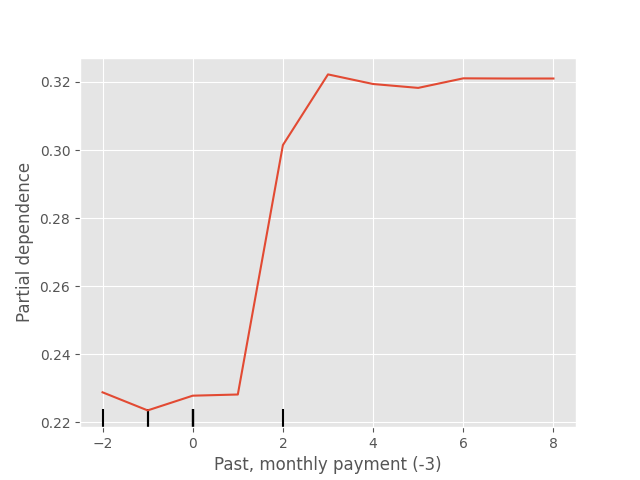 0.32
0.30
0.28
0.26
0.24
0.22
Partial dependence
−2 0 2 4 6 8
Past, monthly payment (-3)